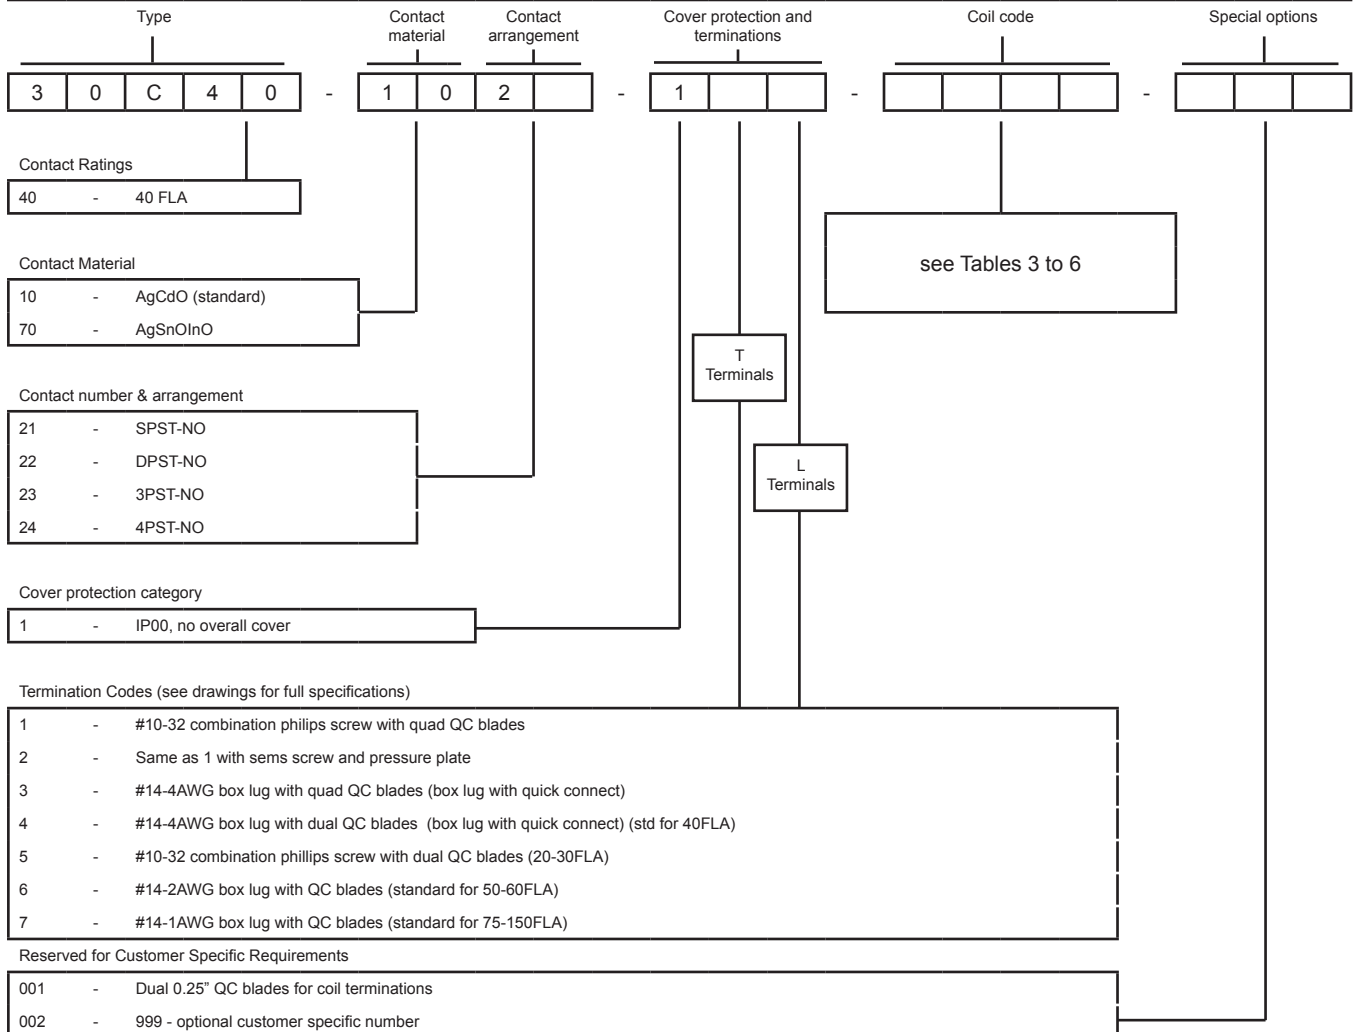 Type Contact material Contact arrangement Cover protection and terminations Coil code Special options
3 0 C 4 0 - 1 0 2 - 1 - -
Contact Ratings
40 - 40 FLA
Contact Material
10 - AgCdO (standard)
70 - AgSnOInO
see Tables 3 to 6
T
Terminals
Contact number & arrangement
21 - SPST-NO
22 - DPST-NO
23 - 3PST-NO
24 - 4PST-NO
L
Terminals
Cover protection category
1 - IP00, no overall cover
Termination Codes (see drawings for full specifications)
1 - #10-32 combination philips screw with quad QC blades
2 - Same as 1 with sems screw and pressure plate
3 - #14-4AWG box lug with quad QC blades (box lug with quick connect)
4 - #14-4AWG box lug with dual QC blades (box lug with quick connect) (std for 40FLA)
5 - #10-32 combination phillips screw with dual QC blades (20-30FLA)
6 - #14-2AWG box lug with QC blades (standard for 50-60FLA)
7 - #14-1AWG box lug with QC blades (standard for 75-150FLA)
Reserved for Customer Specific Requirements
001 - Dual 0.25” QC blades for coil terminations
002 - 999 - optional customer specific number